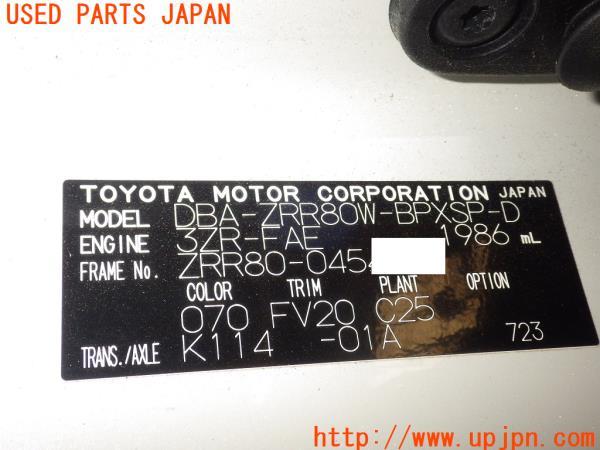 USED PARTS JAPAN
TOYOTA MOTOR CORPORATION JAPAN
MODEL DBA-ZRR80W-BPXSP-D
ENGINE 3ZR-FAE 1986 mL
FRAME No. ZRR80-0454
COLOR TRIM PLANT OPTION
070 FV20 C25
TRANS./AXLE K114 -01A 723
http://www.upjpn.com